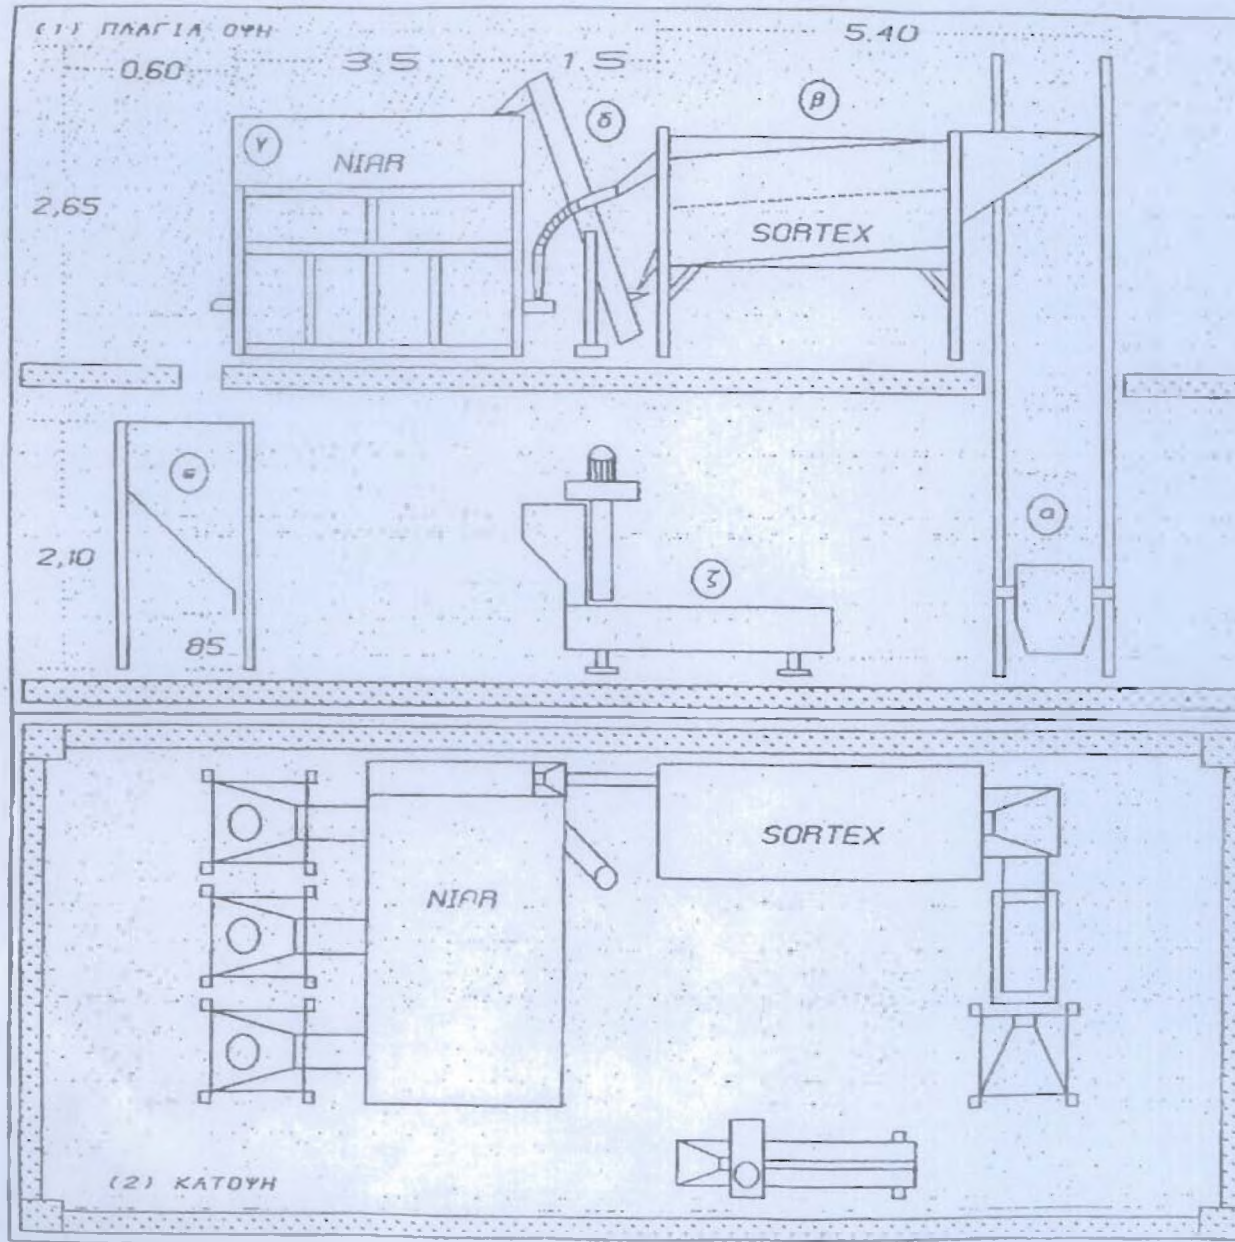 (1) ΠΛΑΓΙΑ ΟΨΗ
5.40
0.60
3.5
1.5
β
δ
γ
NIAR
2,65
SORTEX
ε
α
2,10
ζ
85
SORTEX
NIAR
(2) ΚΑΤΟΨΗ